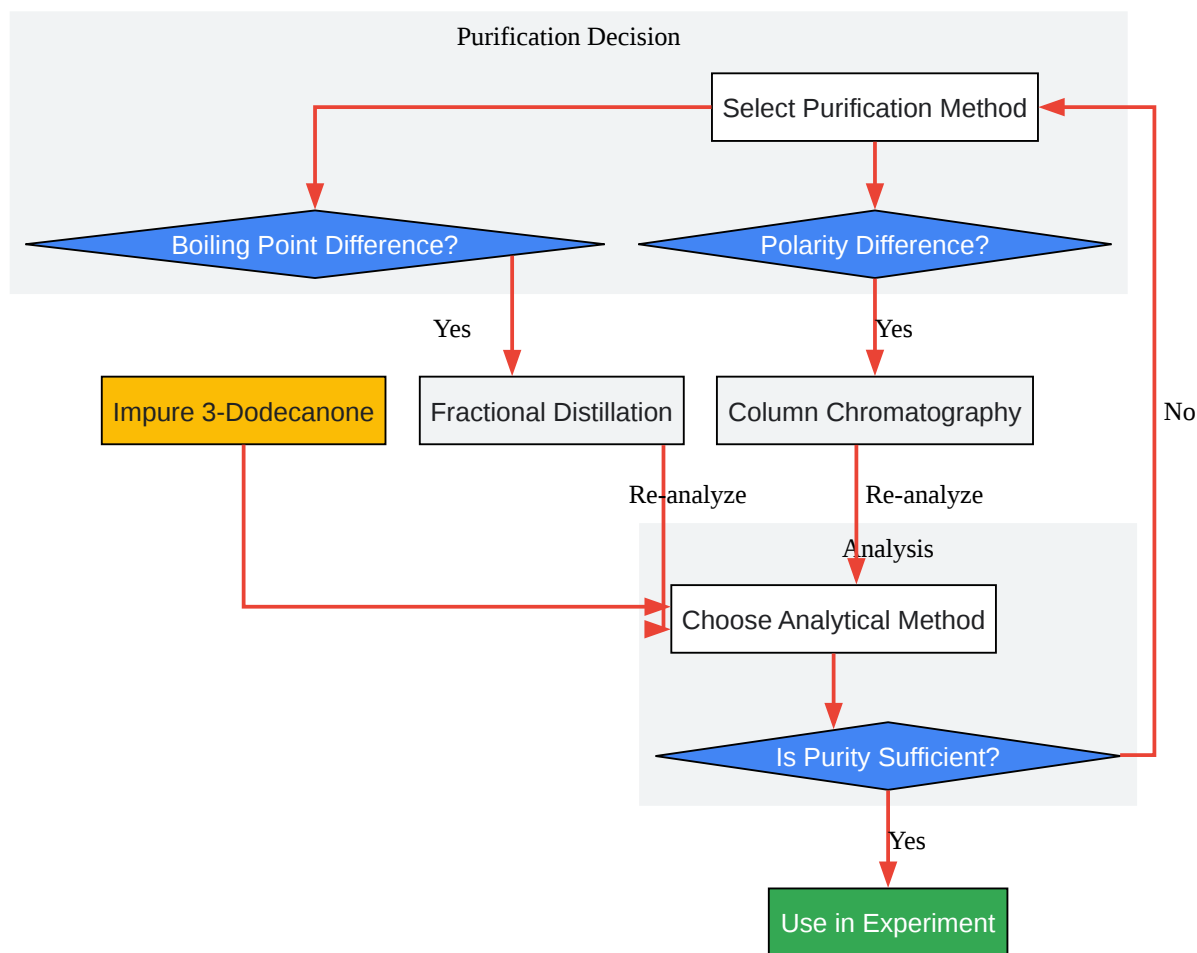 Purification Decision
Select Purification Method
Boiling Point Difference?
Polarity Difference?
Yes
Yes
Impure 3-Dodecanone
Fractional Distillation
Column Chromatography
No
Re-analyze
Re-analyze
Analysis
Choose Analytical Method
Is Purity Sufficient?
Yes
Use in Experiment